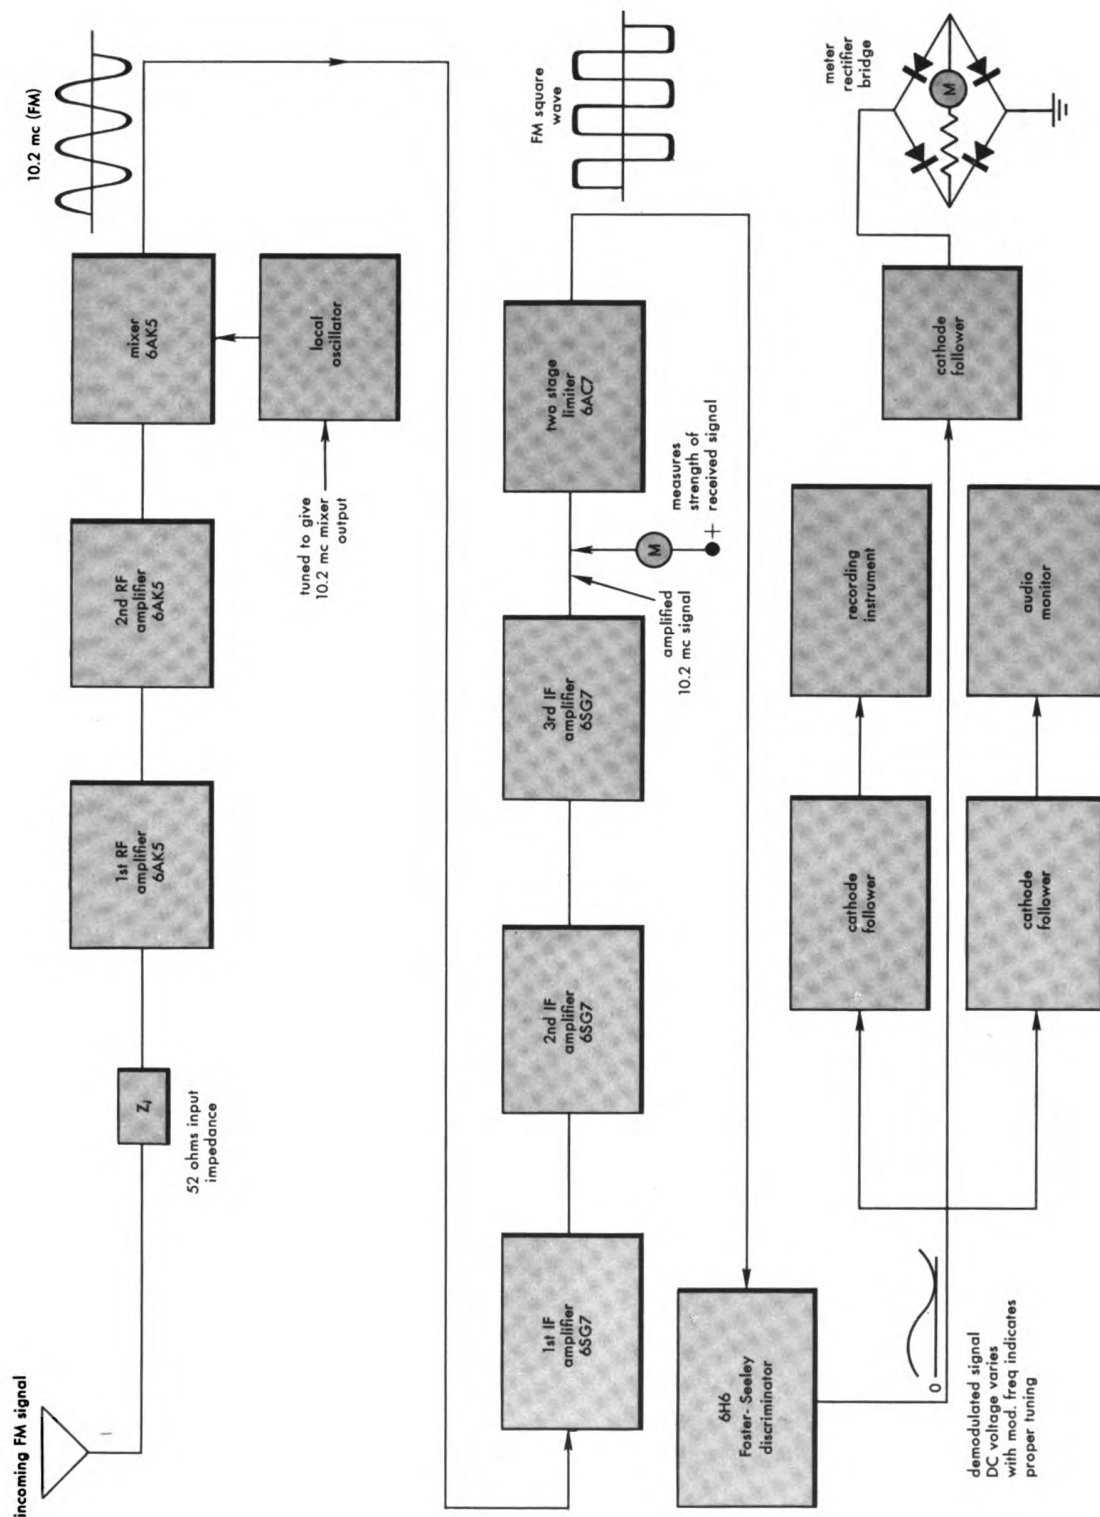 incoming FM signal
52 ohms input
impedance
Zi
1st RF
amplifier
6AK5
2nd RF
amplifier
6AK5
mixer
6AK5
10.2 mc (FM)
local
oscillator
tuned to give
10.2 mc mixer
output
1st IF
amplifier
6SG7
2nd IF
amplifier
6SG7
3rd IF
amplifier
6SG7
amplified
10.2 mc signal
M
+
measures
strength of
received signal
two stage
limiter
6AC7
FM square
wave
6H6
Foster- Seeley
discriminator
0
demodulated signal
DC voltage varies
with mod. freq indicates
proper tuning
cathode
follower
recording
instrument
cathode
follower
audio
monitor
cathode
follower
meter
rectifier
bridge
M